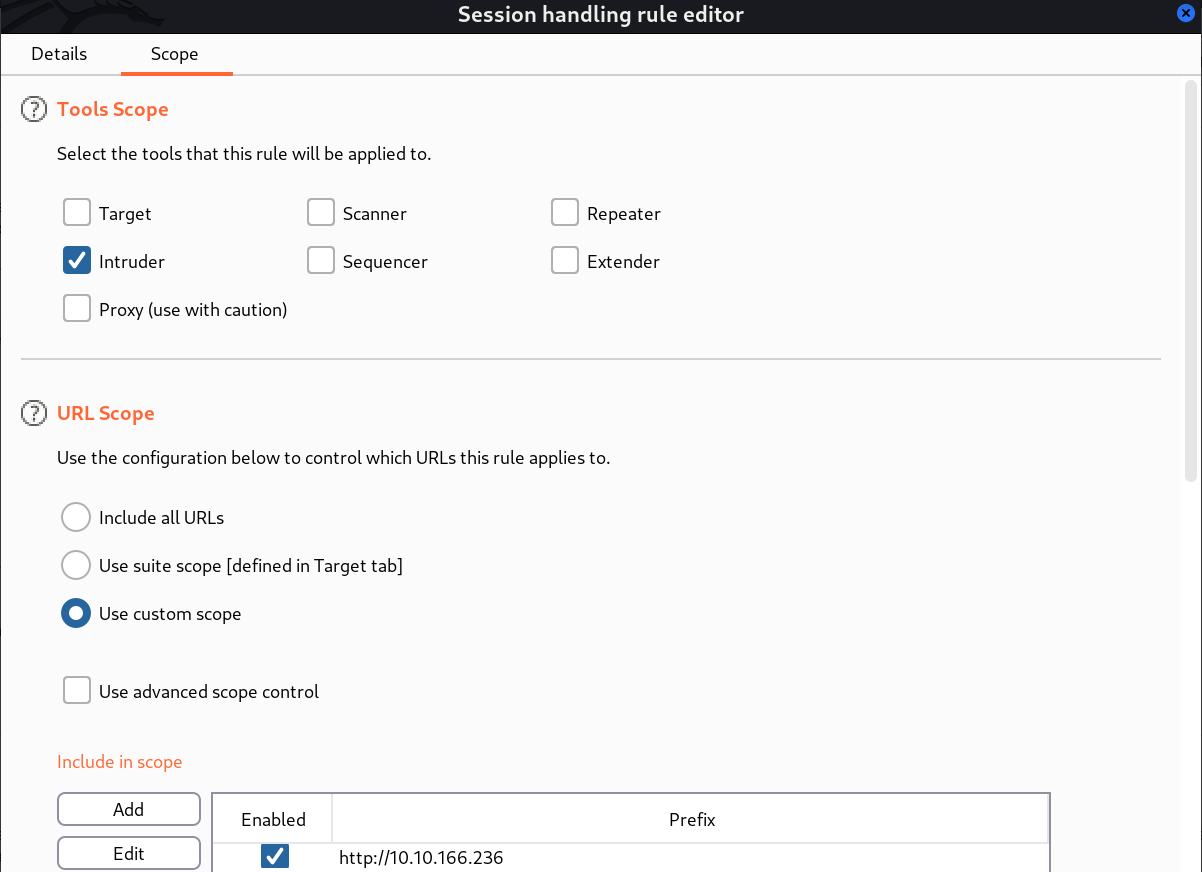 Session handling rule editor
Details Scope
Tools Scope
Select the tools that this rule will be applied to.
Target Scanner Repeater
Intruder Sequencer Extender
Proxy (use with caution)
URL Scope
Use the configuration below to control which URLs this rule applies to.
Include all URLs
Use suite scope [defined in Target tab]
Use custom scope
Use advanced scope control
Include in scope
Add Enabled Prefix
Edit http://10.10.166.236